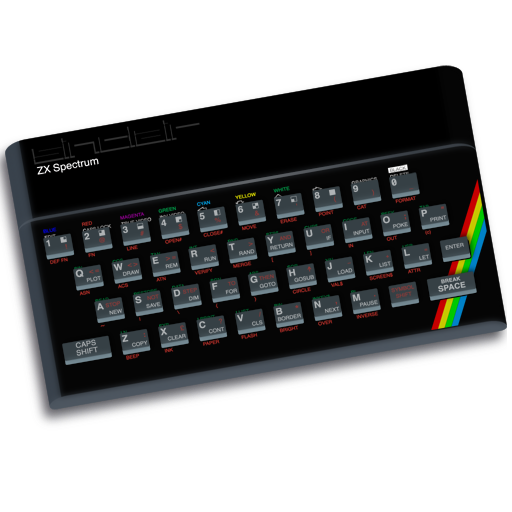 sinclair
ZX Spectrum
BLUE RED MAGENTA GREEN CYAN YELLOW WHITE BLACK
CAPS LOCK GRAPHICS
1 2 3 4 5 6 7 8 9 0
DEF FN FN LINE OPEN# CLOSE# MOVE ERASE POINT CAT FORMAT
Q PLOT W DRAW E REM R RUN T RAND Y RETURN U I INPUT O POKE P PRINT
ASN ACS ATN VERIFY MERGE [ ] IN OUT
A NEW S SAVE D DIM F FOR G GOTO H GOSUB J LOAD K LIST L LET ENTER
CIRCLE VAL$ SCREEN$ ATTR
CAPS SHIFT Z COPY X CLEAR C CONT V CLS B BORDER N NEXT M PAUSE BREAK SPACE
BEEP INK PAPER FLASH BRIGHT OVER INVERSE